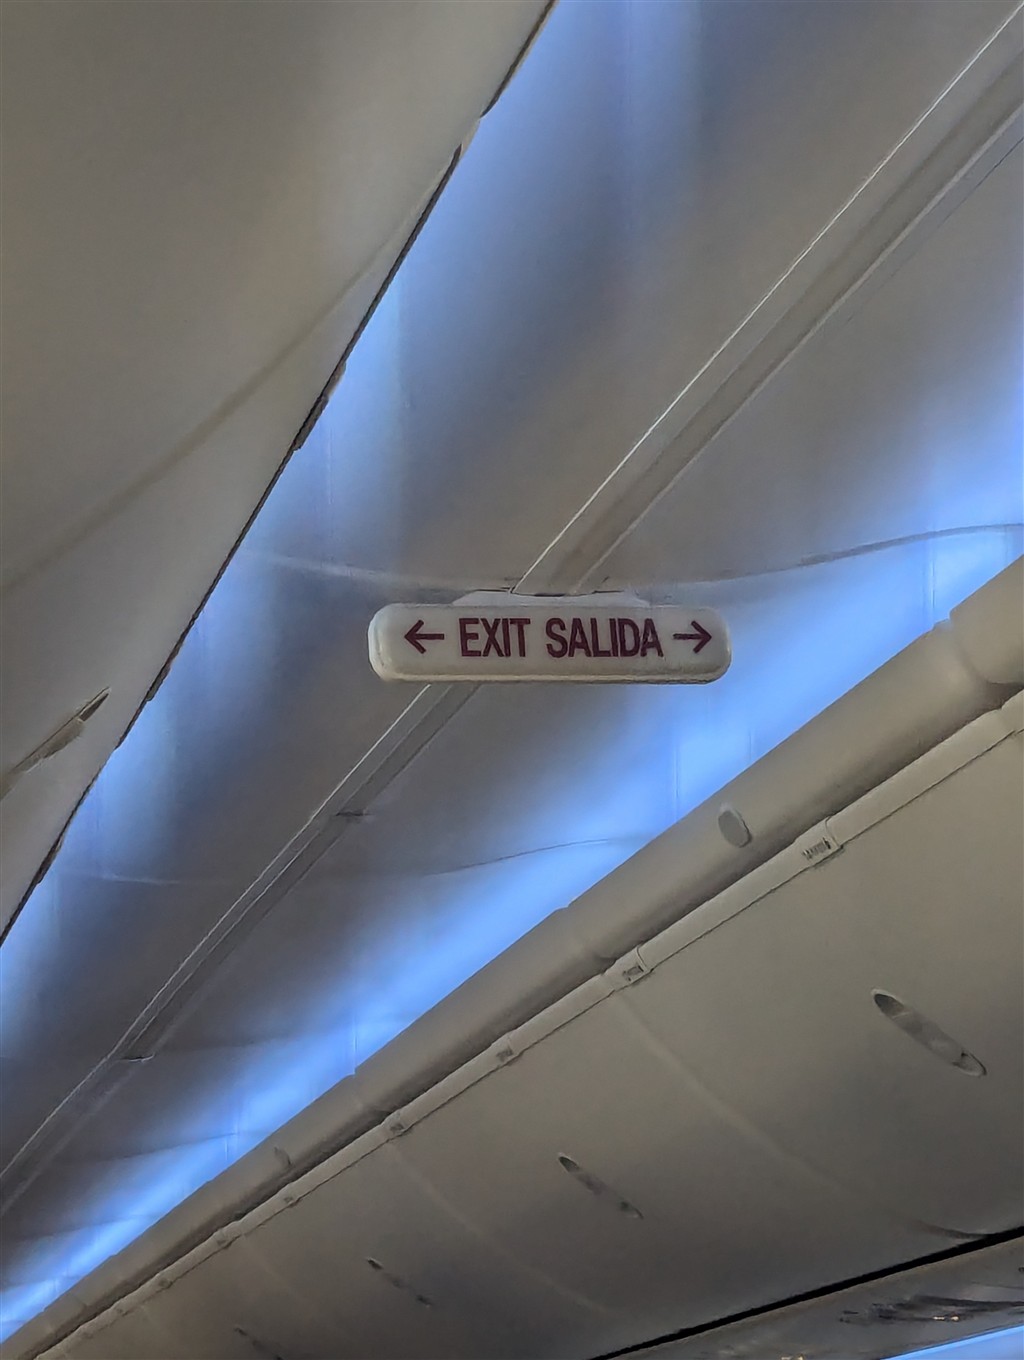 ← EXIT SALIDA →